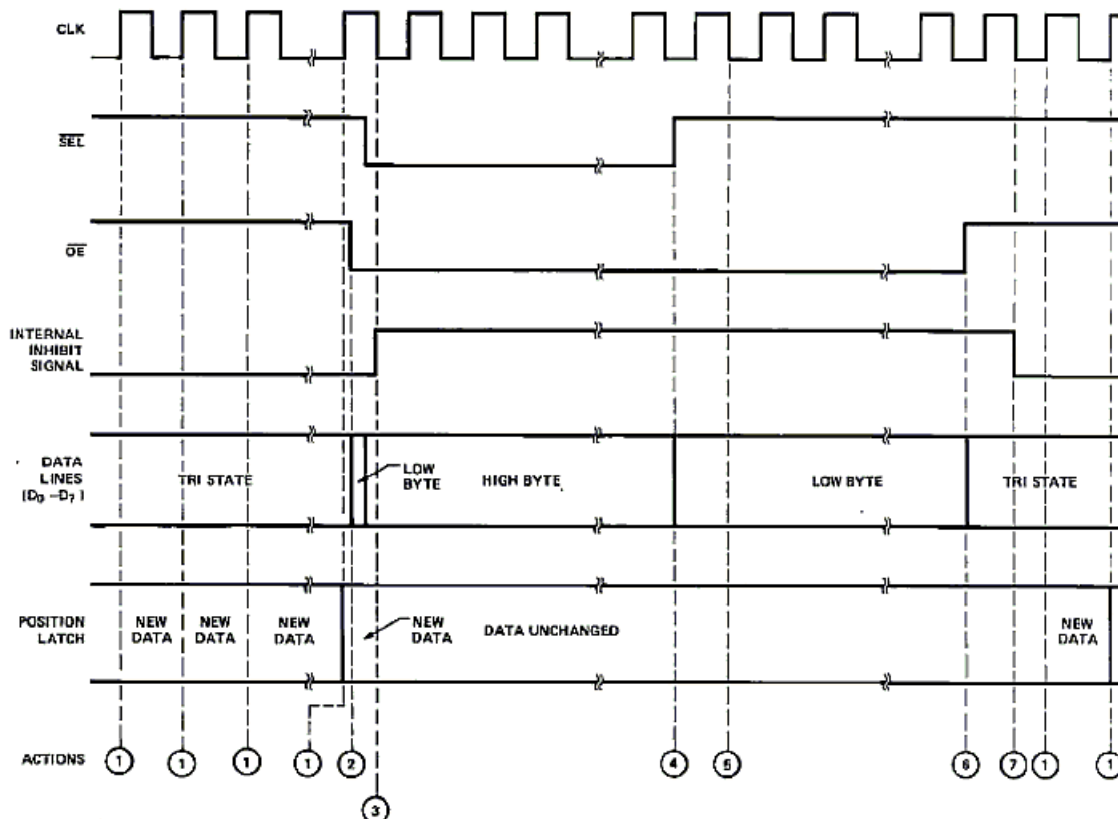 CLK
SEL
OE
INTERNAL
INHIBIT
SIGNAL
DATA
LINES
(D0 –D7 )
TRI STATE
LOW
BYTE
HIGH BYTE
LOW BYTE
TRI STATE
POSITION
LATCH
NEW
DATA
NEW
DATA
NEW
DATA
NEW
DATA
DATA UNCHANGED
NEW
DATA
ACTIONS
1 1 1 1 2 4 5 6 7 1 1
3